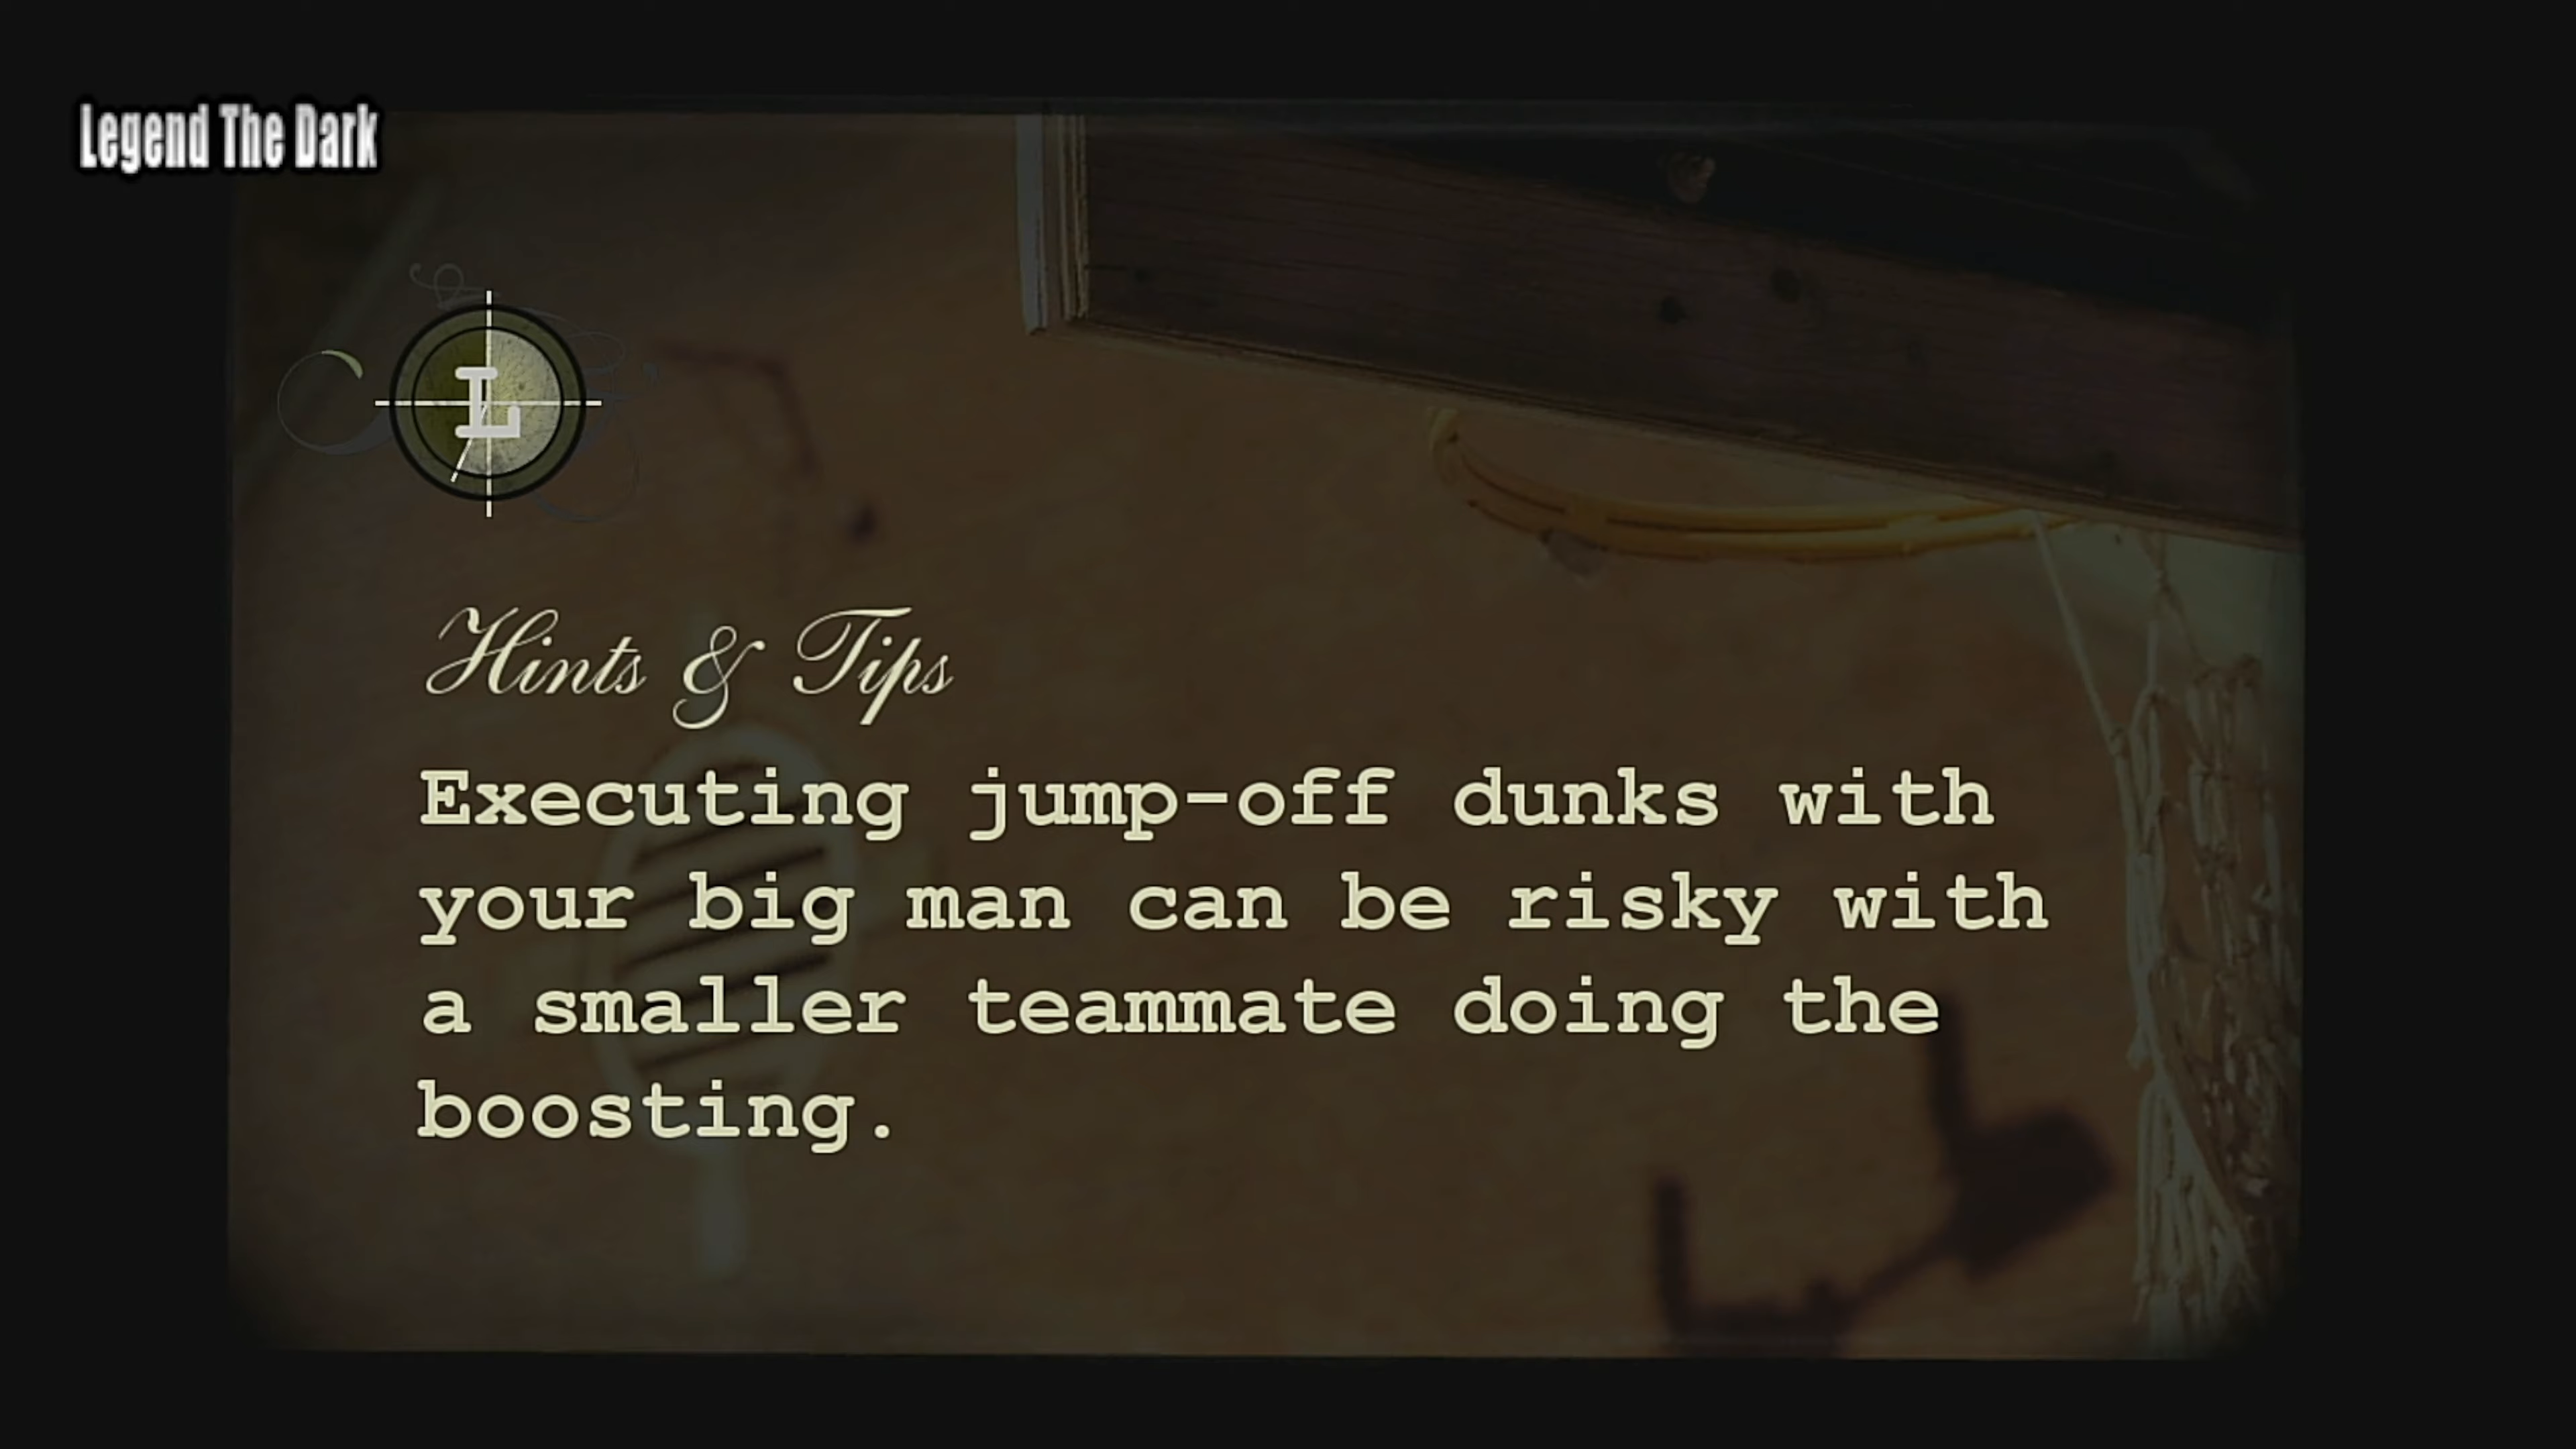 Legend The Dark
L
Hints & Tips
Executing jump-off dunks with
your big man can be risky with
a smaller teammate doing the
boosting.